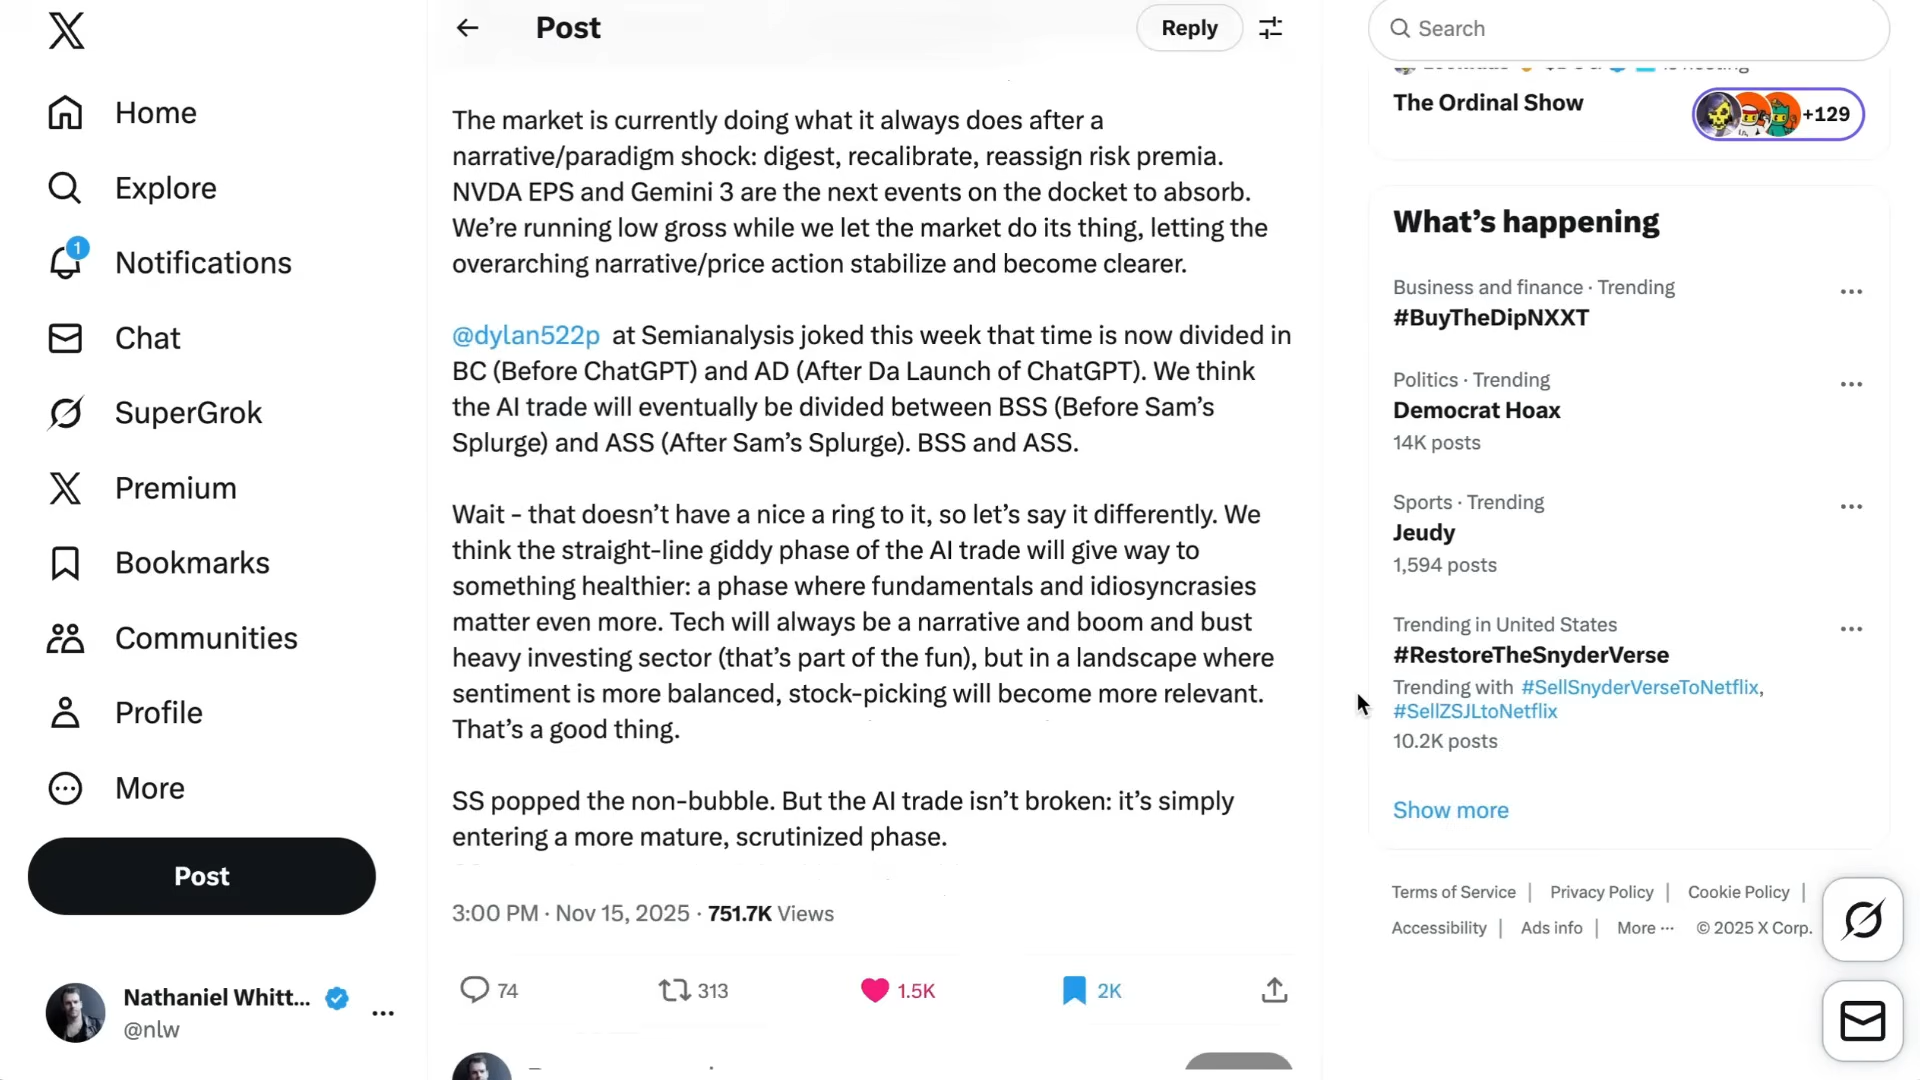 Home
Explore
1
Notifications
Chat
SuperGrok
Premium
Bookmarks
Communities
Profile
More
Post
Nathaniel Whitt...
@nlw
Post
Reply
The market is currently doing what it always does after a
narrative/paradigm shock: digest, recalibrate, reassign risk premia.
NVDA EPS and Gemini 3 are the next events on the docket to absorb.
We’re running low gross while we let the market do its thing, letting the
overarching narrative/price action stabilize and become clearer.
@dylan522p at Semianalysis joked this week that time is now divided in
BC (Before ChatGPT) and AD (After Da Launch of ChatGPT). We think
the AI trade will eventually be divided between BSS (Before Sam’s
Splurge) and ASS (After Sam’s Splurge). BSS and ASS.
Wait - that doesn’t have a nice a ring to it, so let’s say it differently. We
think the straight-line giddy phase of the AI trade will give way to
something healthier: a phase where fundamentals and idiosyncrasies
matter even more. Tech will always be a narrative and boom and bust
heavy investing sector (that’s part of the fun), but in a landscape where
sentiment is more balanced, stock-picking will become more relevant.
That’s a good thing.
SS popped the non-bubble. But the AI trade isn’t broken: it’s simply
entering a more mature, scrutinized phase.
3:00 PM · Nov 15, 2025 · 751.7K Views
74
313
1.5K
2K
Search
The Ordinal Show
+129
What’s happening
Business and finance · Trending
#BuyTheDipNXXT
Politics · Trending
Democrat Hoax
14K posts
Sports · Trending
Jeudy
1,594 posts
Trending in United States
#RestoreTheSnyderVerse
Trending with #SellSnyderVerseToNetflix,
#SellZSJLtoNetflix
10.2K posts
Show more
Terms of Service | Privacy Policy | Cookie Policy |
Accessibility | Ads info | More ··· © 2025 X Corp.